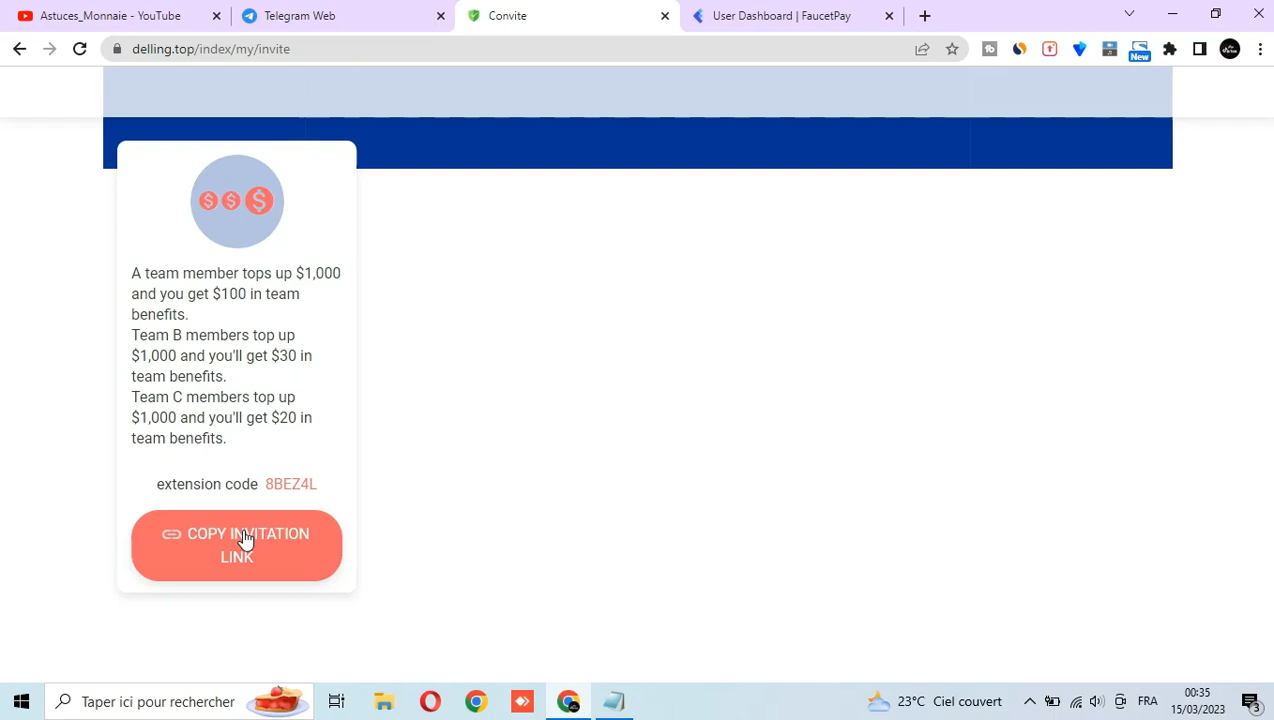 Astuces_Monnaie - YouTube
Telegram Web
Convite
User Dashboard | FaucetPay
delling.top/index/my/invite
New
A team member tops up $1,000
and you get $100 in team
benefits.
Team B members top up
$1,000 and you'll get $30 in
team benefits.
Team C members top up
$1,000 and you'll get $20 in
team benefits.
extension code 8BEZ4L
COPY INVITATION
LINK
Taper ici pour rechercher
23°C Ciel couvert
FRA
00:35
15/03/2023
3